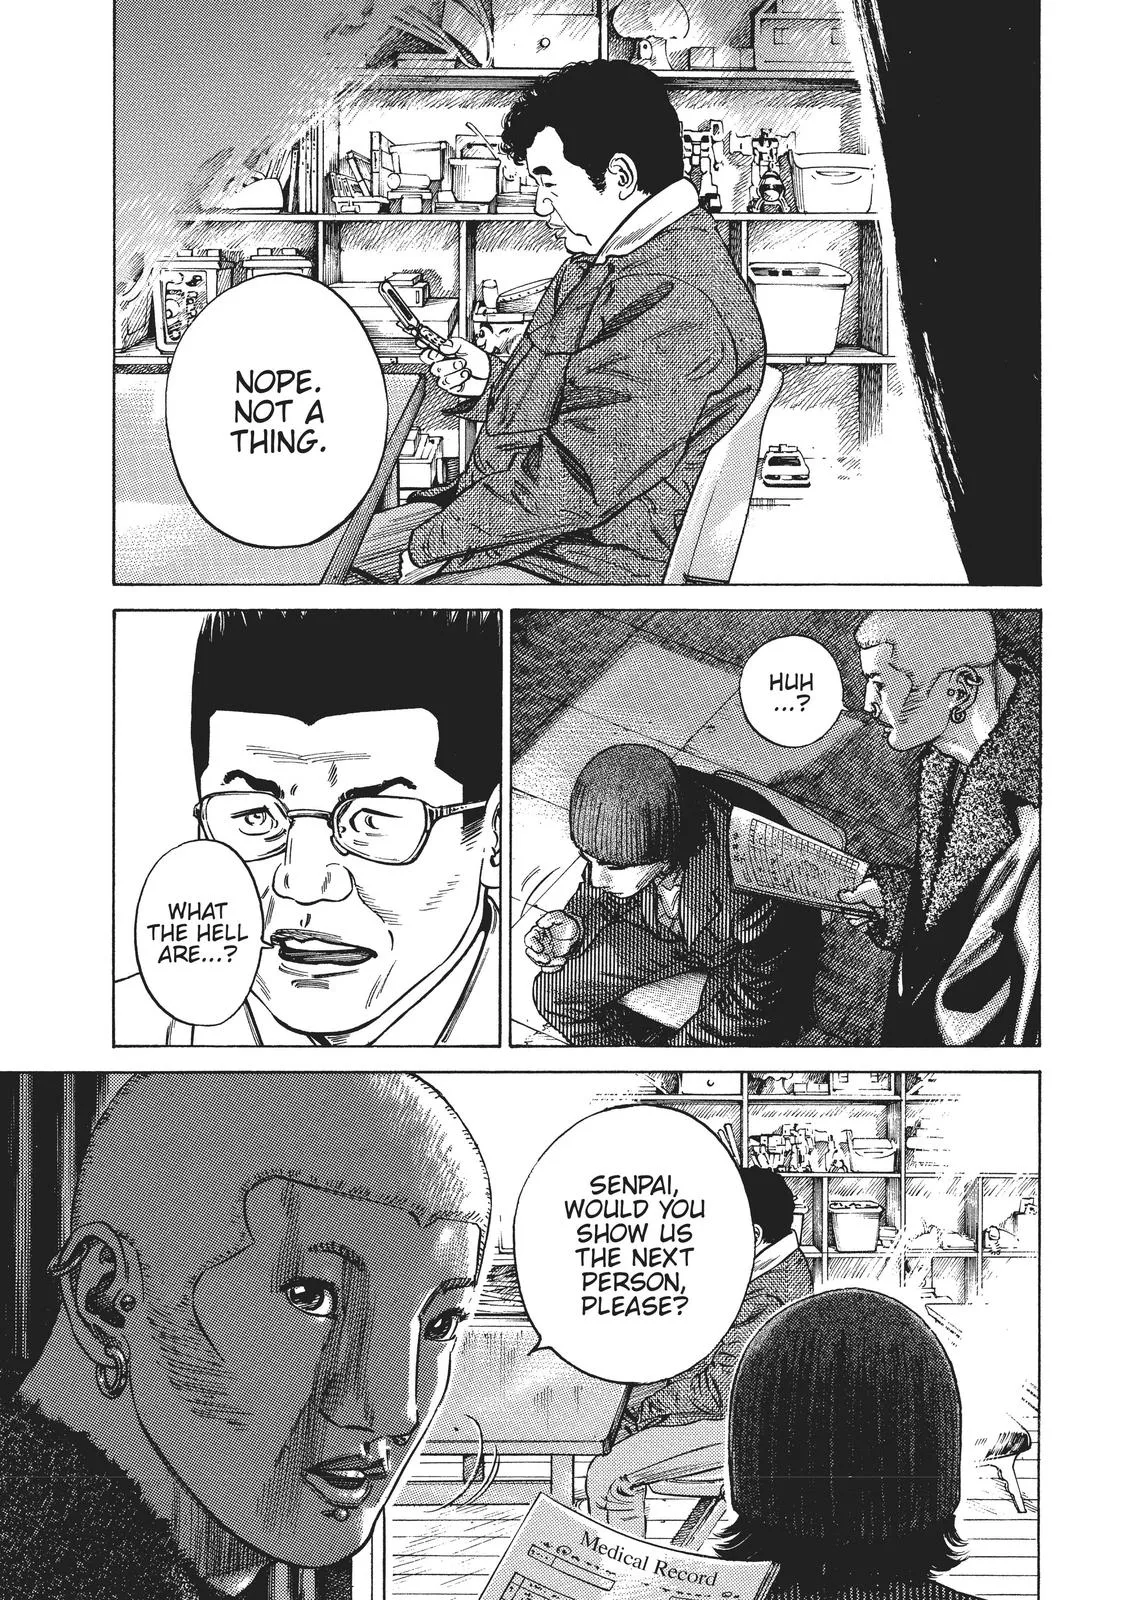 NOPE.
NOT A
THING.
HUH
...?
WHAT
THE HELL
ARE...?
SENPAI,
WOULD YOU
SHOW US
THE NEXT
PERSON,
PLEASE?
Medical Record